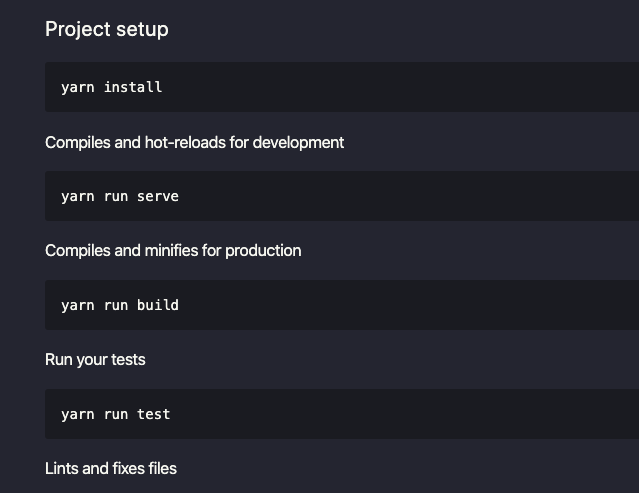 Project setup
yarn install
Compiles and hot-reloads for development
yarn run serve
Compiles and minifies for production
yarn run build
Run your tests
yarn run test
Lints and fixes files